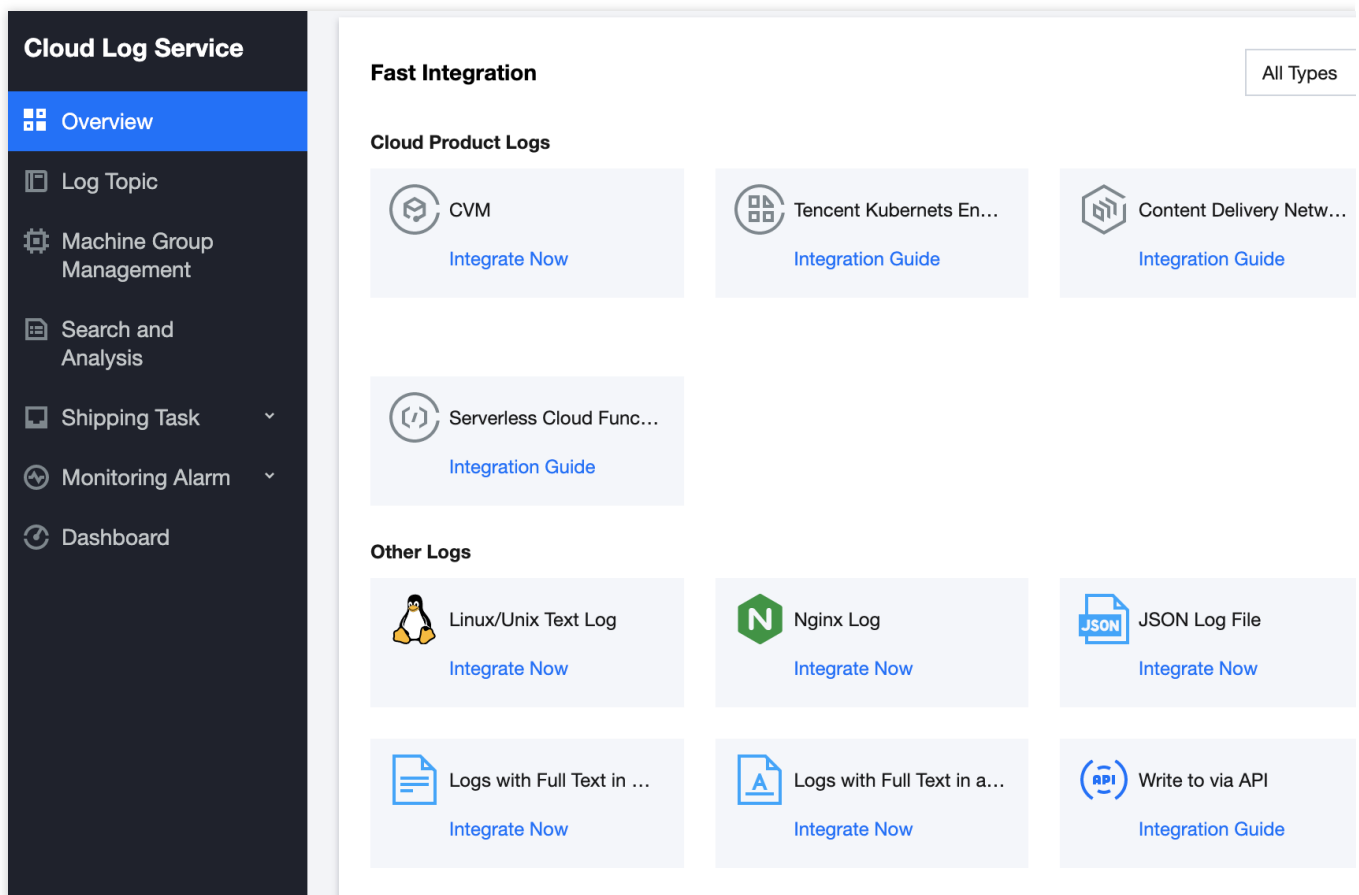 Cloud Log Service
Overview
Log Topic
Machine Group
Management
Search and
Analysis
Shipping Task
Monitoring Alarm
Dashboard
Fast Integration
All Types
Cloud Product Logs
CVM
Integrate Now
Tencent Kubernetes En...
Integration Guide
Content Delivery Netw...
Integration Guide
Serverless Cloud Func...
Integration Guide
Other Logs
Linux/Unix Text Log
Integrate Now
N
Nginx Log
Integrate Now
JSON
JSON Log File
Integrate Now
Logs with Full Text in ...
Integrate Now
A
Logs with Full Text in a...
Integrate Now
API
Write to via API
Integration Guide